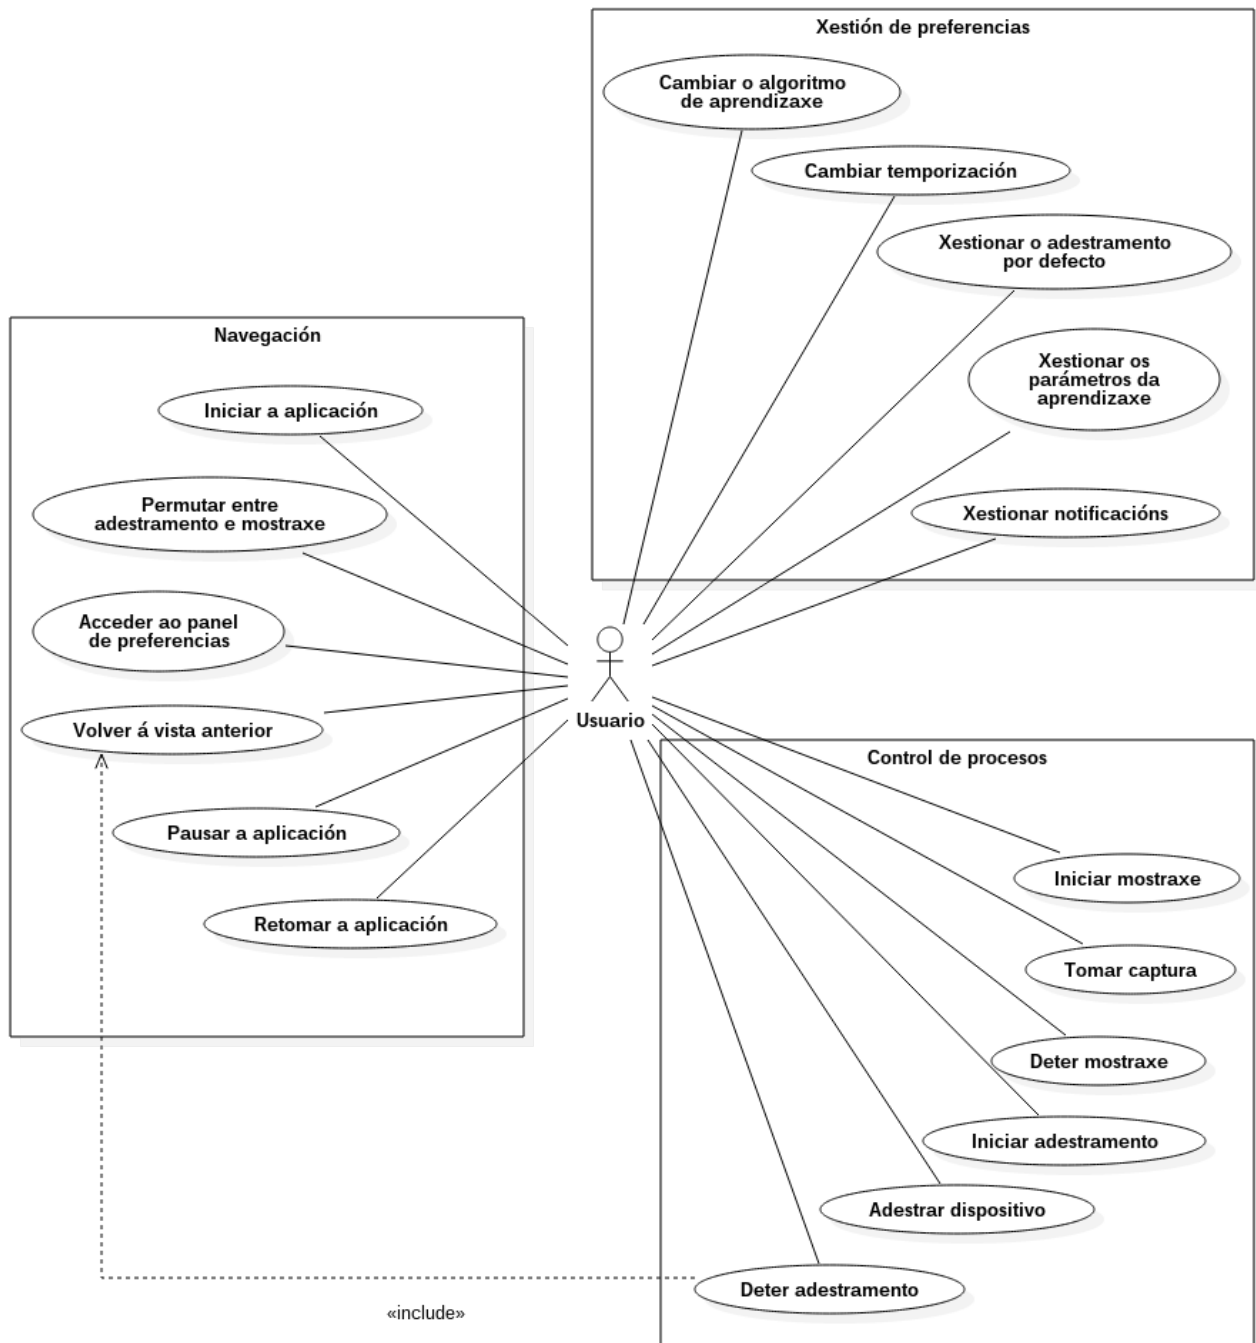 Xestión de preferencias
Cambiar o algoritmo
de aprendizaxe
Cambiar temporización
Xestionar o adestramento
por defecto
Xestionar os
parámetros da
aprendizaxe
Xestionar notificacións
Navegación
Iniciar a aplicación
Permutar entre
adestramento e mostraxe
Acceder ao panel
de preferencias
Volver á vista anterior
Pausar a aplicación
Retomar a aplicación
Usuario
Control de procesos
Iniciar mostraxe
Tomar captura
Deter mostraxe
Iniciar adestramento
Adestrar dispositivo
Deter adestramento
«include»